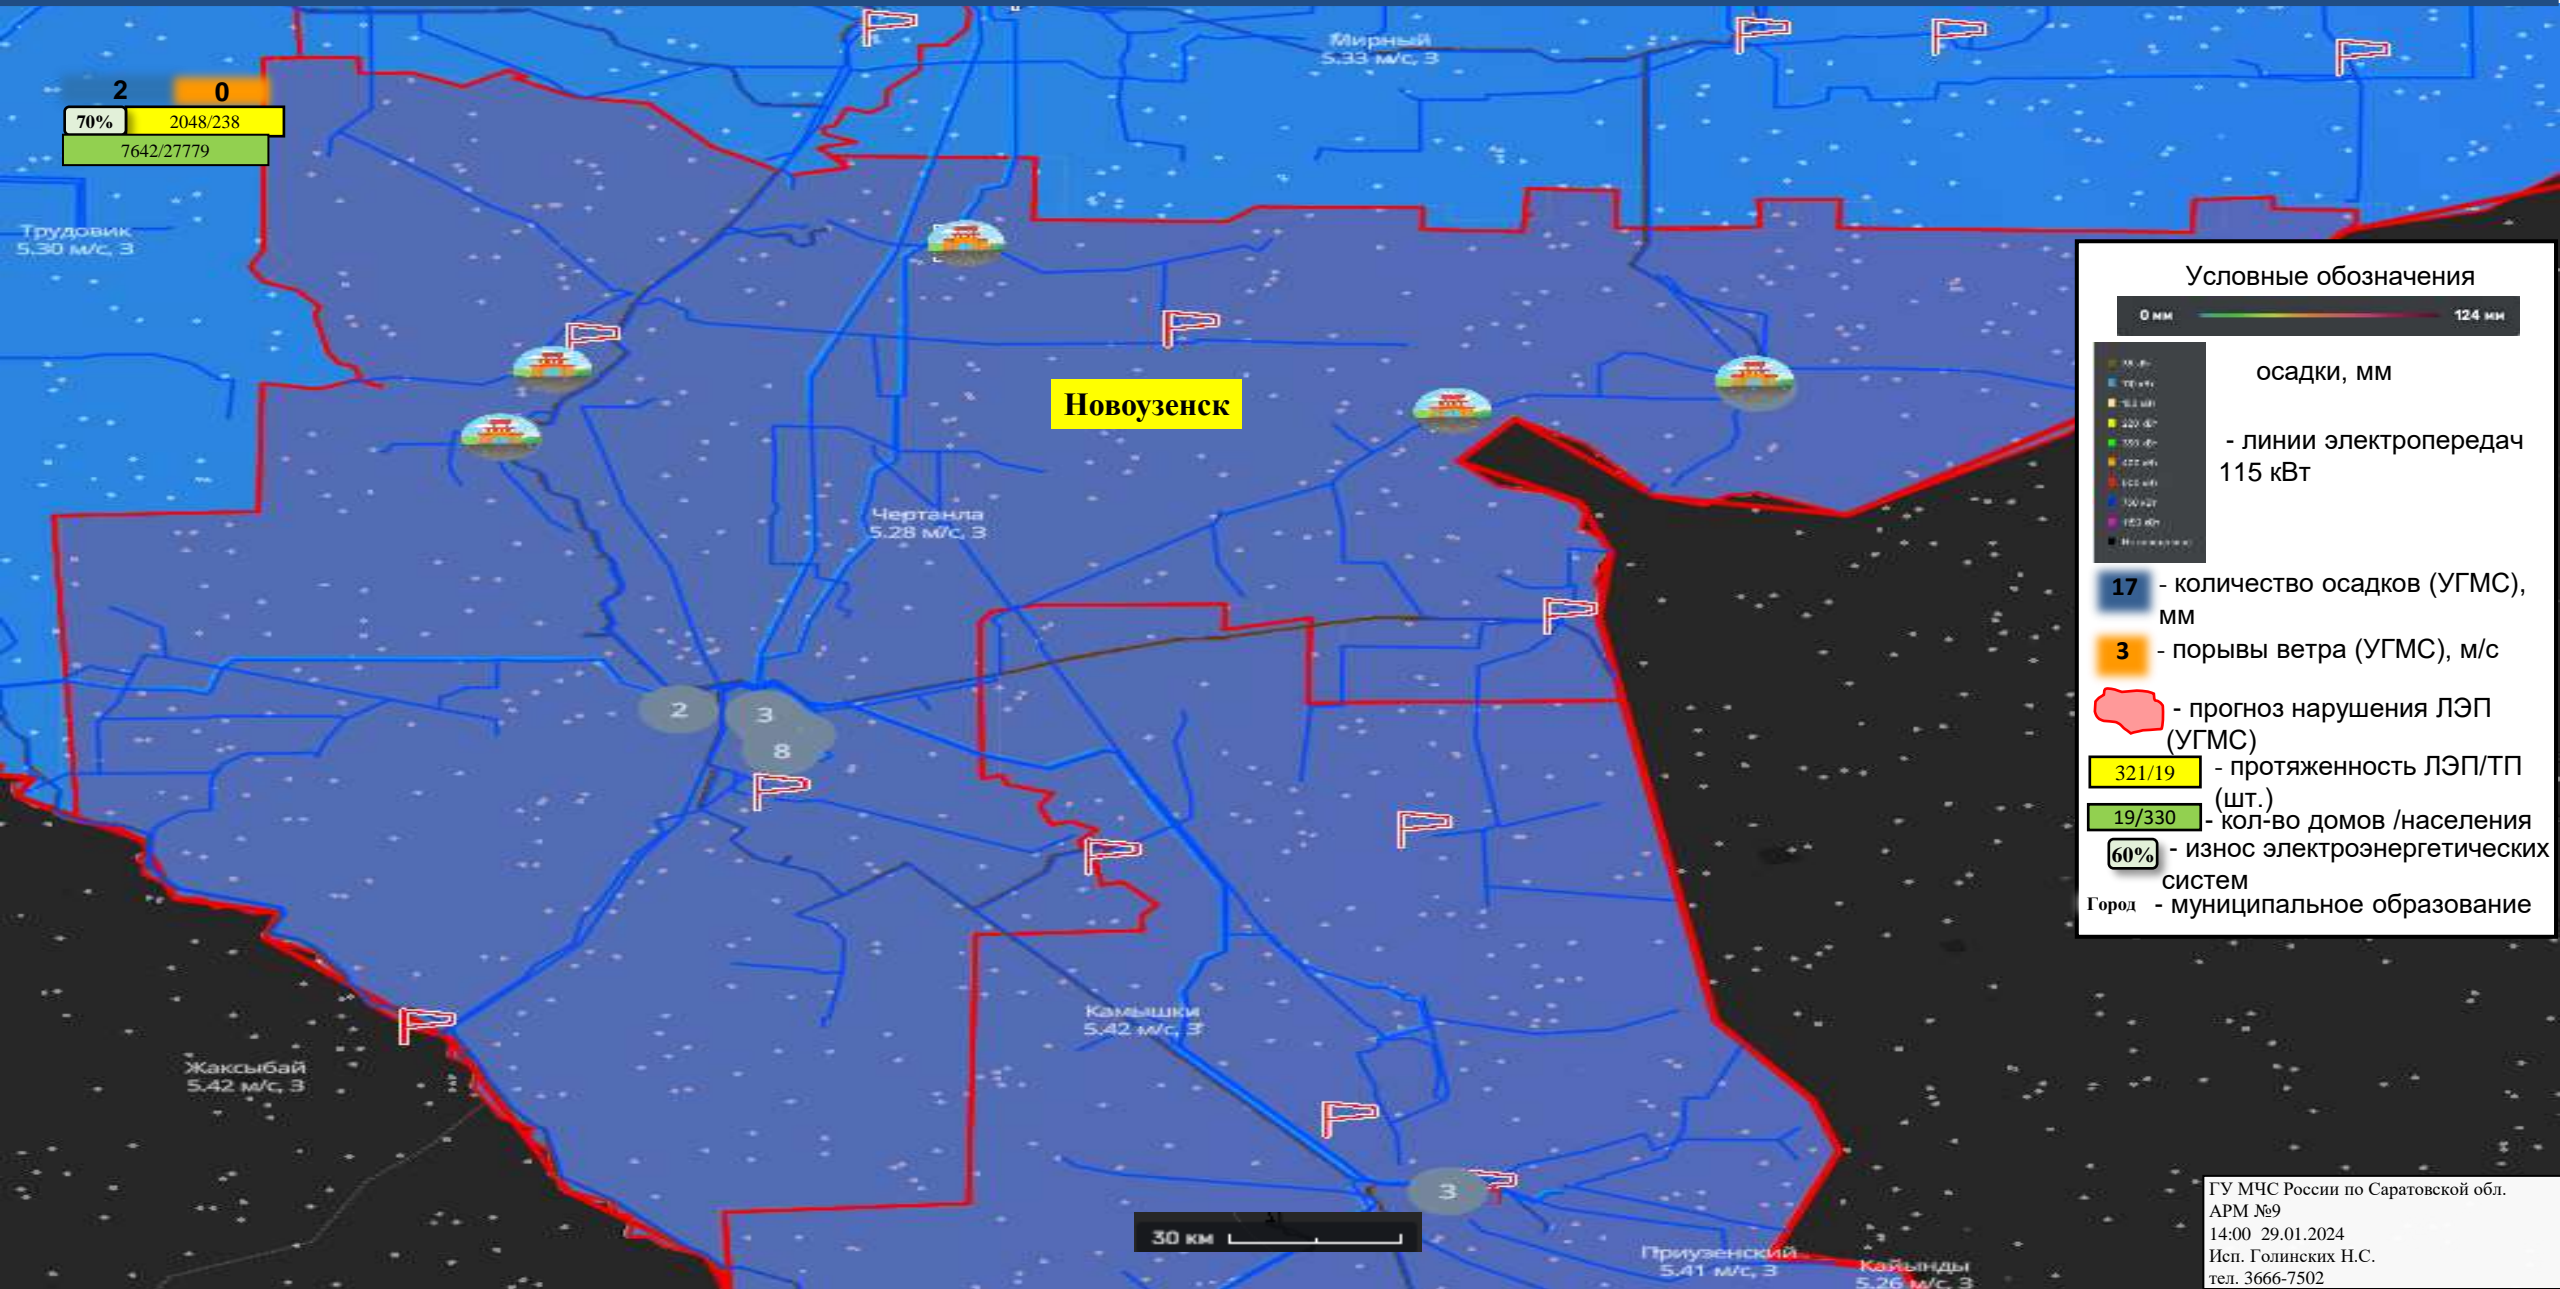 Мирный
5.33 м/с, 3
2 0
70% 2048/238
7642/27779
Трудовик
5.30 м/с, 3
Новоузенск
Чертанла
5.28 м/с, 3
2
3
8
Камышки
5.42 м/с, 3
Жаксыбай
5.42 м/с, 3
3
30 км
Приузенский
5.41 м/с, 3
Кайынды
5.26 м/с, 3
Условные обозначения
0 мм 124 мм
осадки, мм
- линии электропередач
115 кВт
17 - количество осадков (УГМС),
мм
3 - порывы ветра (УГМС), м/с
- прогноз нарушения ЛЭП
(УГМС)
321/19 - протяженность ЛЭП/ТП
(шт.)
19/330 - кол-во домов /населения
60% - износ электроэнергетических
систем
Город - муниципальное образование
ГУ МЧС России по Саратовской обл.
АРМ №9
14:00 29.01.2024
Исп. Голинских Н.С.
тел. 3666-7502